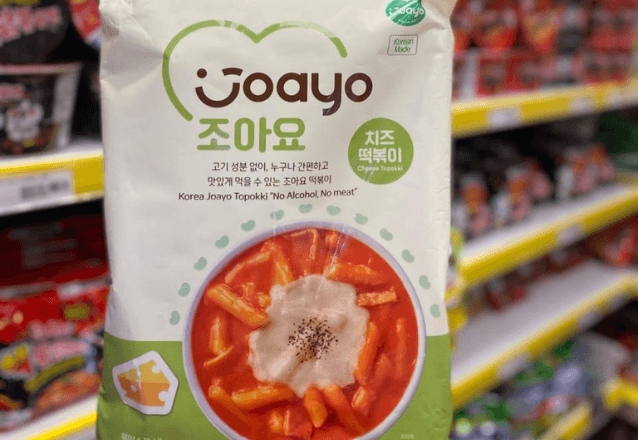 Joayo
Korean
Made
Joayo
조아요
치즈
떡볶이
Cheese Topokki
고기 성분 없이, 누구나 간편하고
맛있게 먹을 수 있는 조아요 떡볶이
Korea Joayo Topokki "No Alcohol, No meat"